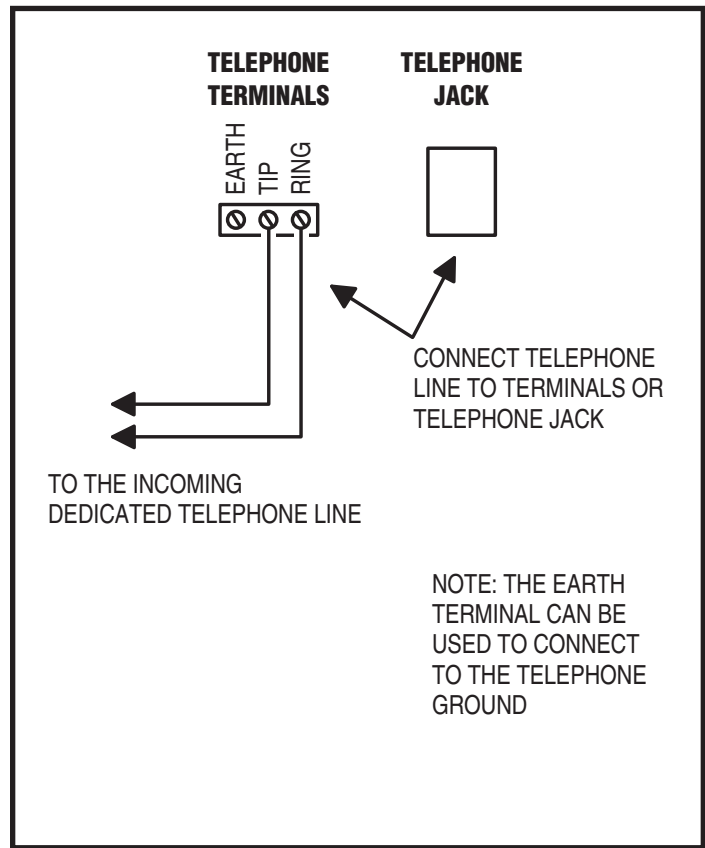 TELEPHONE
TERMINALS
TELEPHONE
JACK
EARTH
TIP
RING
CONNECT TELEPHONE
LINE TO TERMINALS OR
TELEPHONE JACK
TO THE INCOMING
DEDICATED TELEPHONE LINE
NOTE: THE EARTH
TERMINAL CAN BE
USED TO CONNECT
TO THE TELEPHONE
GROUND